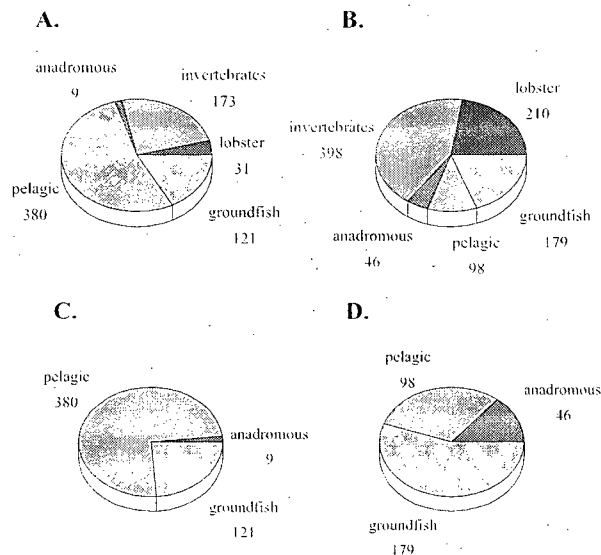 A.
anadromous
9
invertebrates
173
lobster
31
pelagic
380
groundfish
121
B.
lobster
210
invertebrates
398
groundfish
179
anadromous
46
pelagic
98
C.
pelagic
380
anadromous
9
groundfish
121
D.
pelagic
98
anadromous
46
groundfish
179